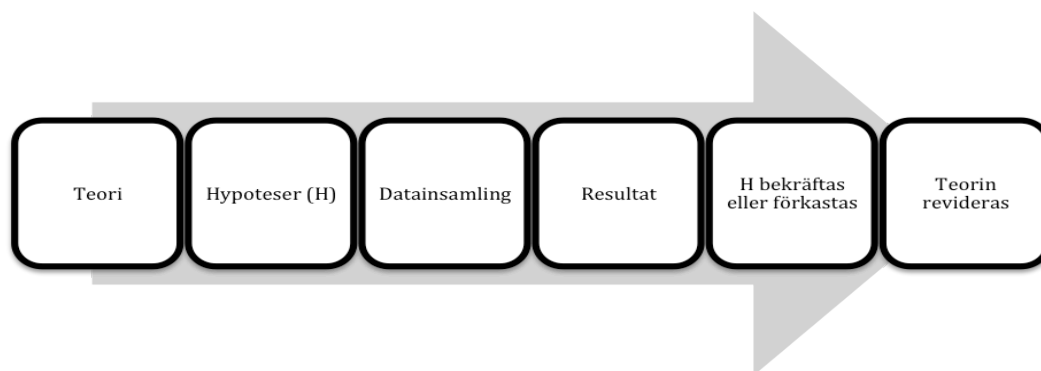 Teori
Hypoteser (H)
Datainsamling
Resultat
H bekräftas
eller förkastas
Teorin
revideras